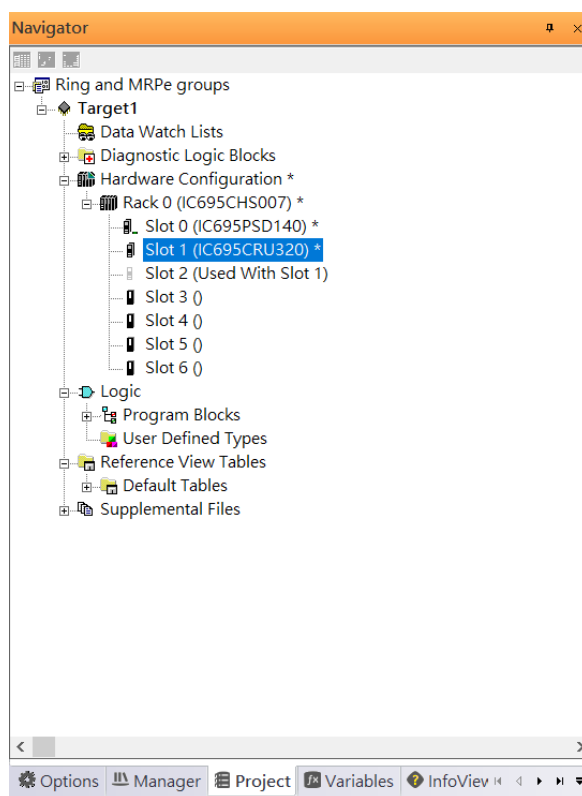 Navigator
Ring and MRPe groups
Target1
Data Watch Lists
Diagnostic Logic Blocks
Hardware Configuration *
Rack 0 (IC695CHS007) *
Slot 0 (IC695PSD140) *
Slot 1 (IC695CRU320) *
Slot 2 (Used With Slot 1)
Slot 3 ()
Slot 4 ()
Slot 5 ()
Slot 6 ()
Logic
Program Blocks
User Defined Types
Reference View Tables
Default Tables
Supplemental Files
Options Manager Project Variables InfoView